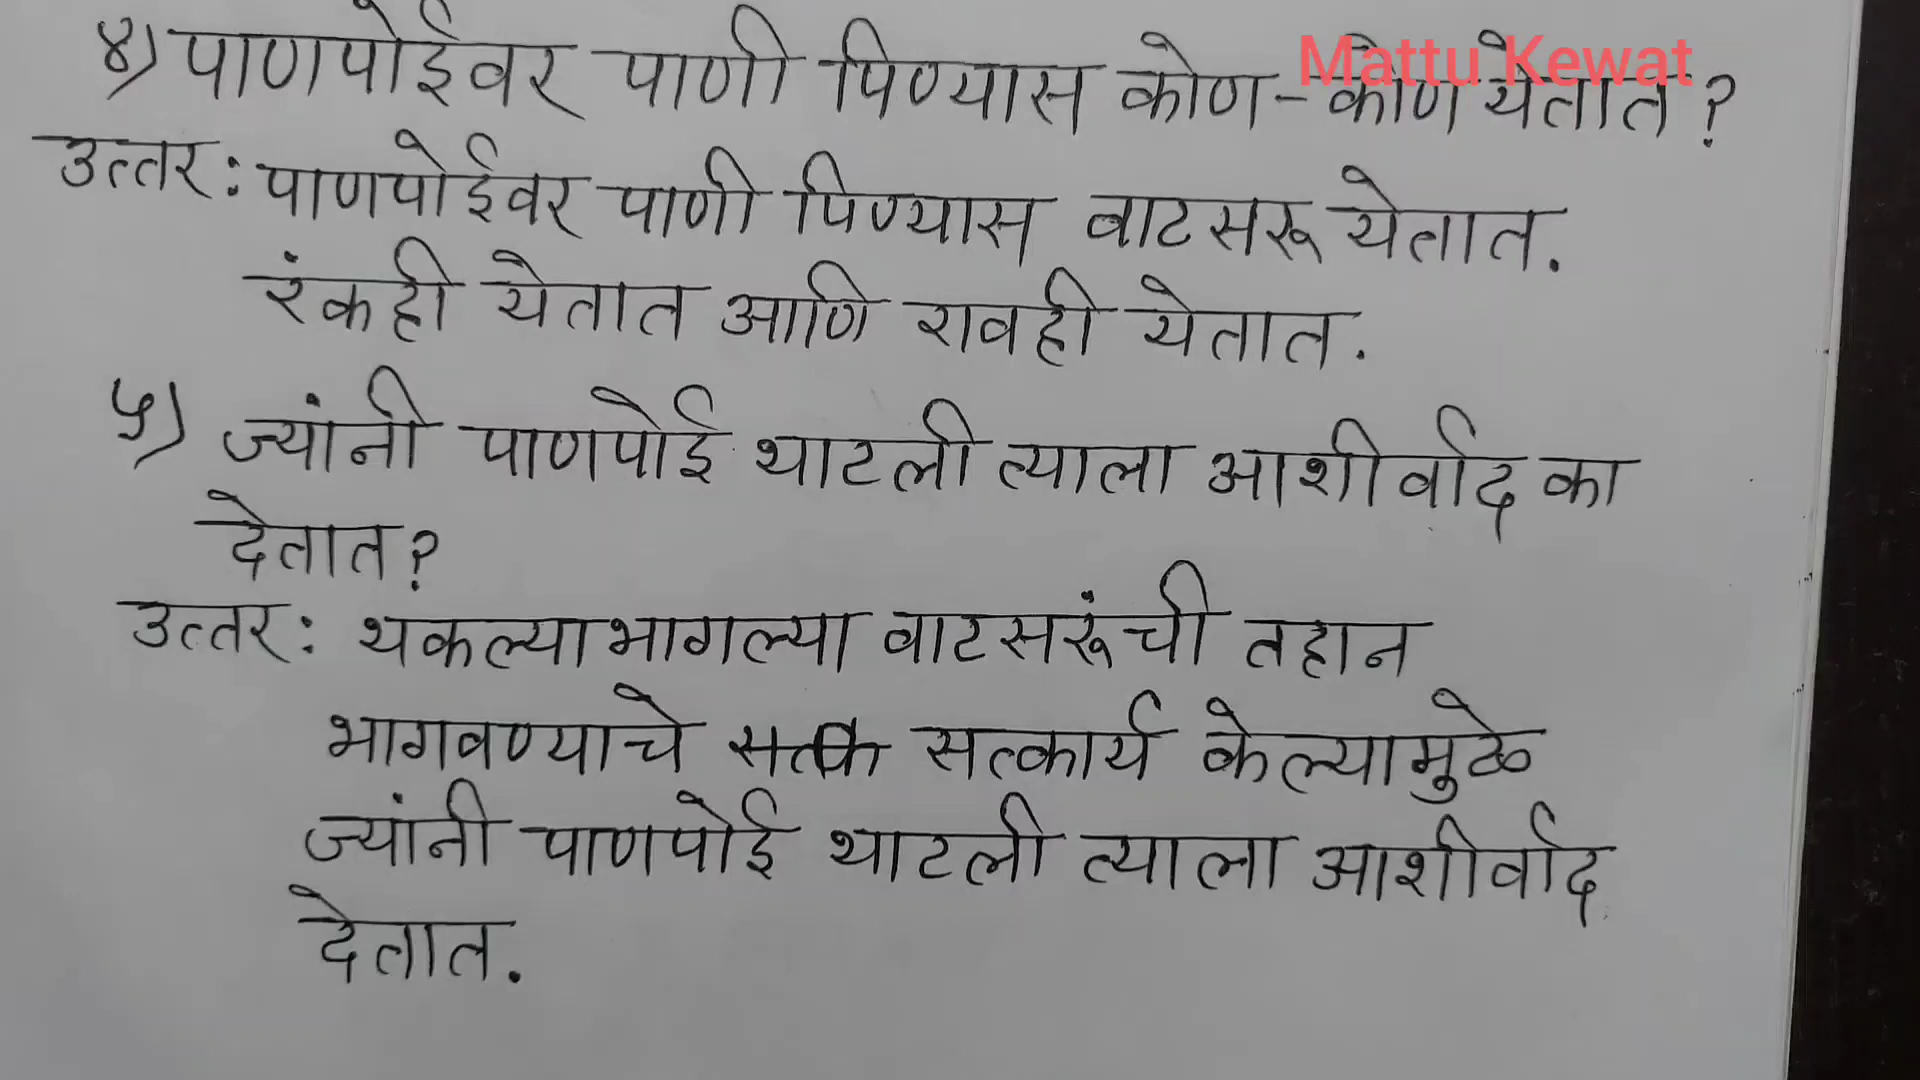 Mattu Kewat
४) पाणपोईवर पाणी पिण्यास कोण-कोण येतात?
उत्तर: पाणपोईवर पाणी पिण्यास वाटसरू येतात.
रंकही येतात आणि रावही येतात.
५) ज्यांनी पाणपोई थाटली त्याला आशीर्वाद का
देतात?
उत्तर: थकल्याभागल्या वाटसरूंची तहान
भागवण्याचे सत्कार्य केल्यामुळे
ज्यांनी पाणपोई थाटली त्याला आशीर्वाद
देतात.